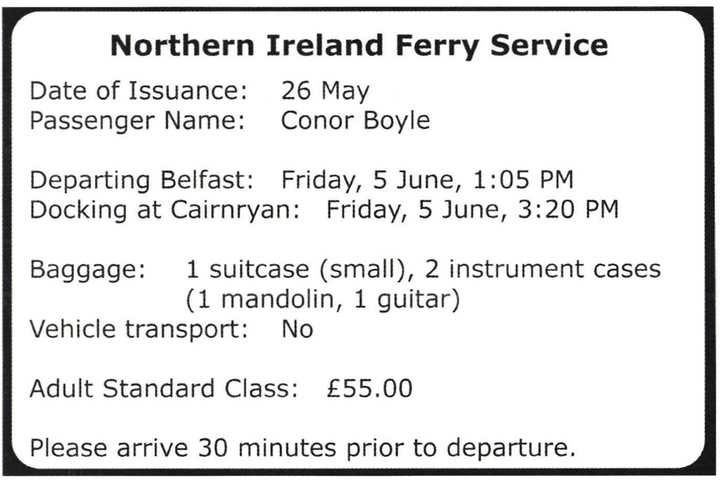 Northern Ireland Ferry Service
Date of Issuance: 26 May
Passenger Name: Conor Boyle
Departing Belfast: Friday, 5 June, 1:05 PM
Docking at Cairnryan: Friday, 5 June, 3:20 PM
Baggage: 1 suitcase (small), 2 instrument cases
(1 mandolin, 1 guitar)
Vehicle transport: No
Adult Standard Class: £55.00
Please arrive 30 minutes prior to departure.